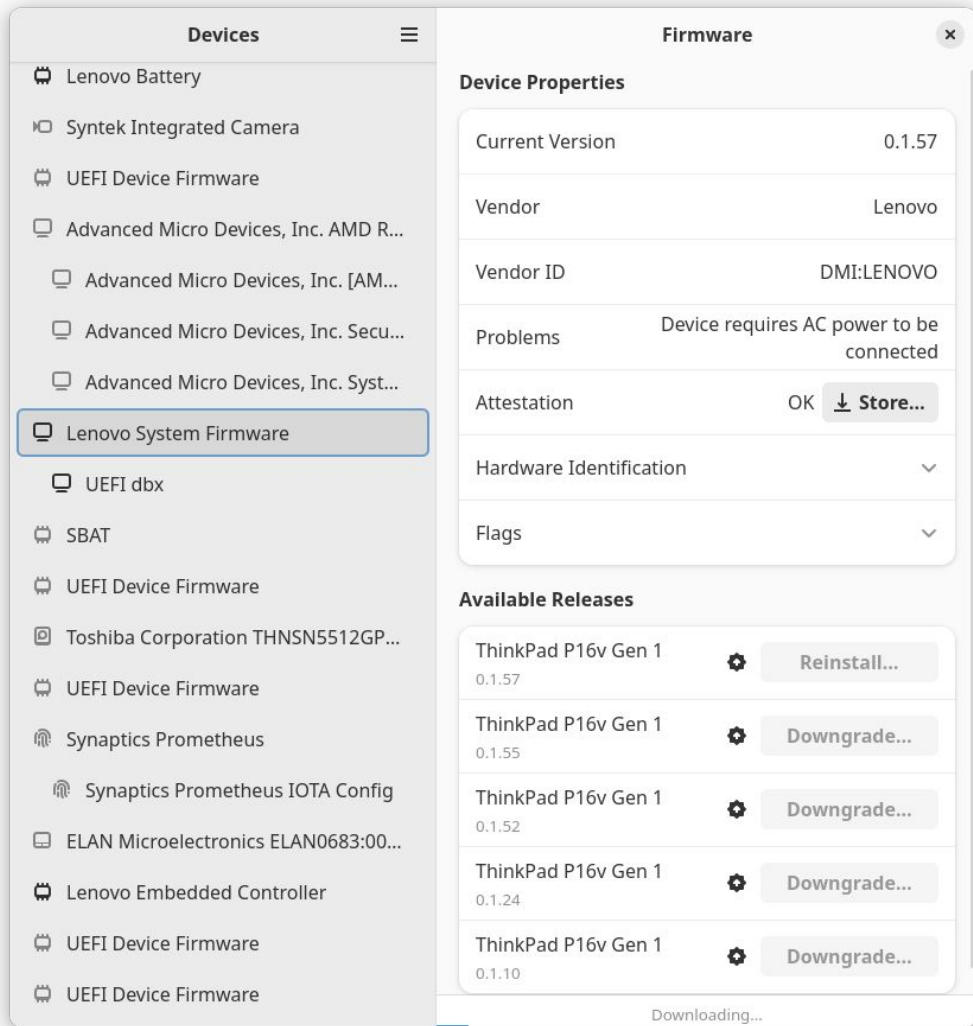 Devices
Lenovo Battery
Syntek Integrated Camera
UEFI Device Firmware
Advanced Micro Devices, Inc. AMD R...
Advanced Micro Devices, Inc. [AM...
Advanced Micro Devices, Inc. Secu...
Advanced Micro Devices, Inc. Syst...
Lenovo System Firmware
UEFI dbx
SBAT
UEFI Device Firmware
Toshiba Corporation THNSN5512GP...
UEFI Device Firmware
Synaptics Prometheus
Synaptics Prometheus IOTA Config
ELAN Microelectronics ELAN0683:00...
Lenovo Embedded Controller
UEFI Device Firmware
UEFI Device Firmware
Firmware
Device Properties
Current Version 0.1.57
Vendor Lenovo
Vendor ID DMI:LENOVO
Problems Device requires AC power to be
connected
Attestation OK Store...
Hardware Identification
Flags
Available Releases
ThinkPad P16v Gen 1
0.1.57
Reinstall...
ThinkPad P16v Gen 1
0.1.55
Downgrade...
ThinkPad P16v Gen 1
0.1.52
Downgrade...
ThinkPad P16v Gen 1
0.1.24
Downgrade...
ThinkPad P16v Gen 1
0.1.10
Downgrade...
Downloading...